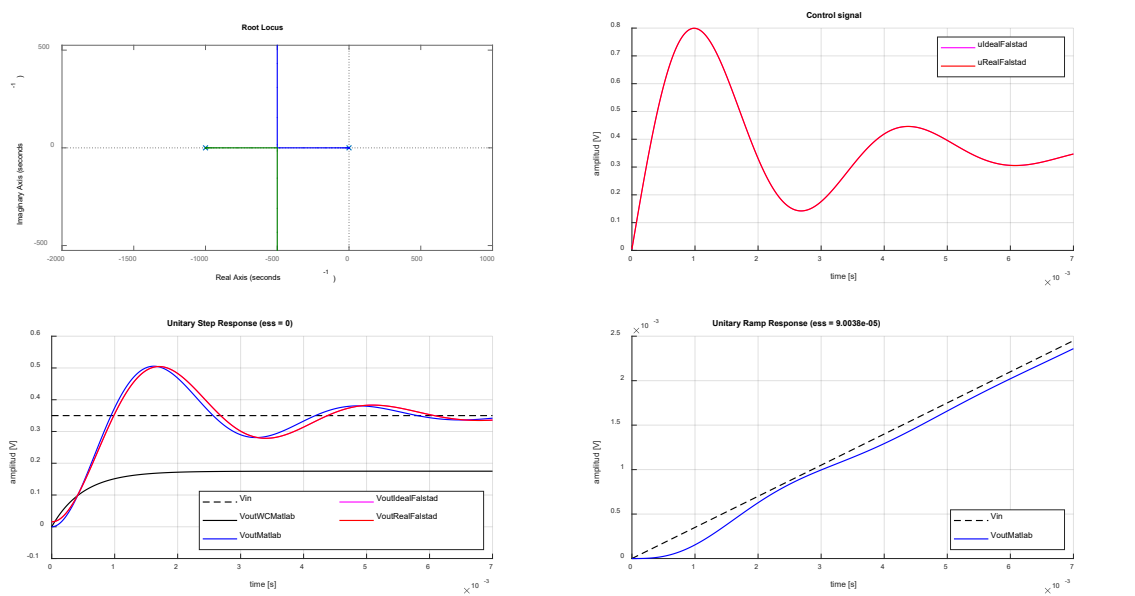 Root Locus
500
0
-500
-2000
-1500
-1000
-500
0
500
1000
Imaginary Axis (seconds -1 )
Real Axis (seconds -1 )
Control signal
0.8
0.7
0.6
0.5
0.4
0.3
0.2
0.1
0
0
1
2
3
4
5
6
7
×10 -3
amplitud [V]
time [s]
uIdealFalstad
uRealFalstad
Unitary Step Response (ess = 0)
0.6
0.5
0.4
0.3
0.2
0.1
0
-0.1
0
1
2
3
4
5
6
7
×10 -3
amplitud [V]
time [s]
Vin
VoutWCMatlab
VoutMatlab
VoutIdealFalstad
VoutRealFalstad
Unitary Ramp Response (ess = 9.0038e-05)
×10 -3
2.5
2
1.5
1
0.5
0
0
1
2
3
4
5
6
7
×10 -3
amplitud [V]
time [s]
Vin
VoutMatlab